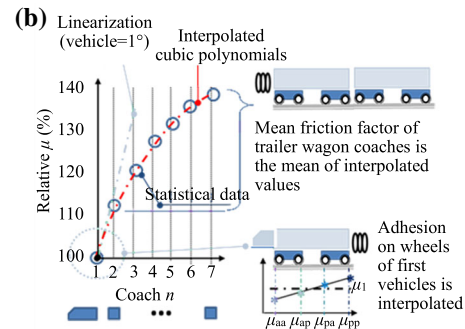 (b)
Linearization
(vehicle=1°)
Interpolated
cubic polynomials
140
130
120
110
100
Relative μ (%)
1 2 3 4 5 6 7
Coach n
Statistical data
Mean friction factor of
trailer wagon coaches is
the mean of interpolated
values
Adhesion
on wheels
of first
vehicles is
interpolated
μ1
μaa μap μpa μpp